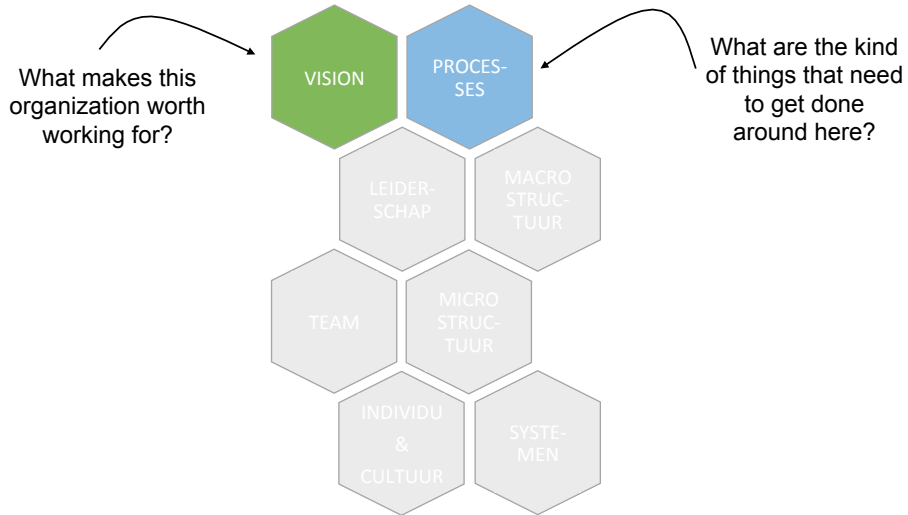 What makes this
organization worth
working for?
VISION
PROCES-
SES
What are the kind
of things that need
to get done
around here?
LEIDER-
SCHAP
MACRO
STRUC-
TUUR
TEAM
MICRO
STRUC-
TUUR
INDIVIDU
&
CULTUUR
SYSTE-
MEN